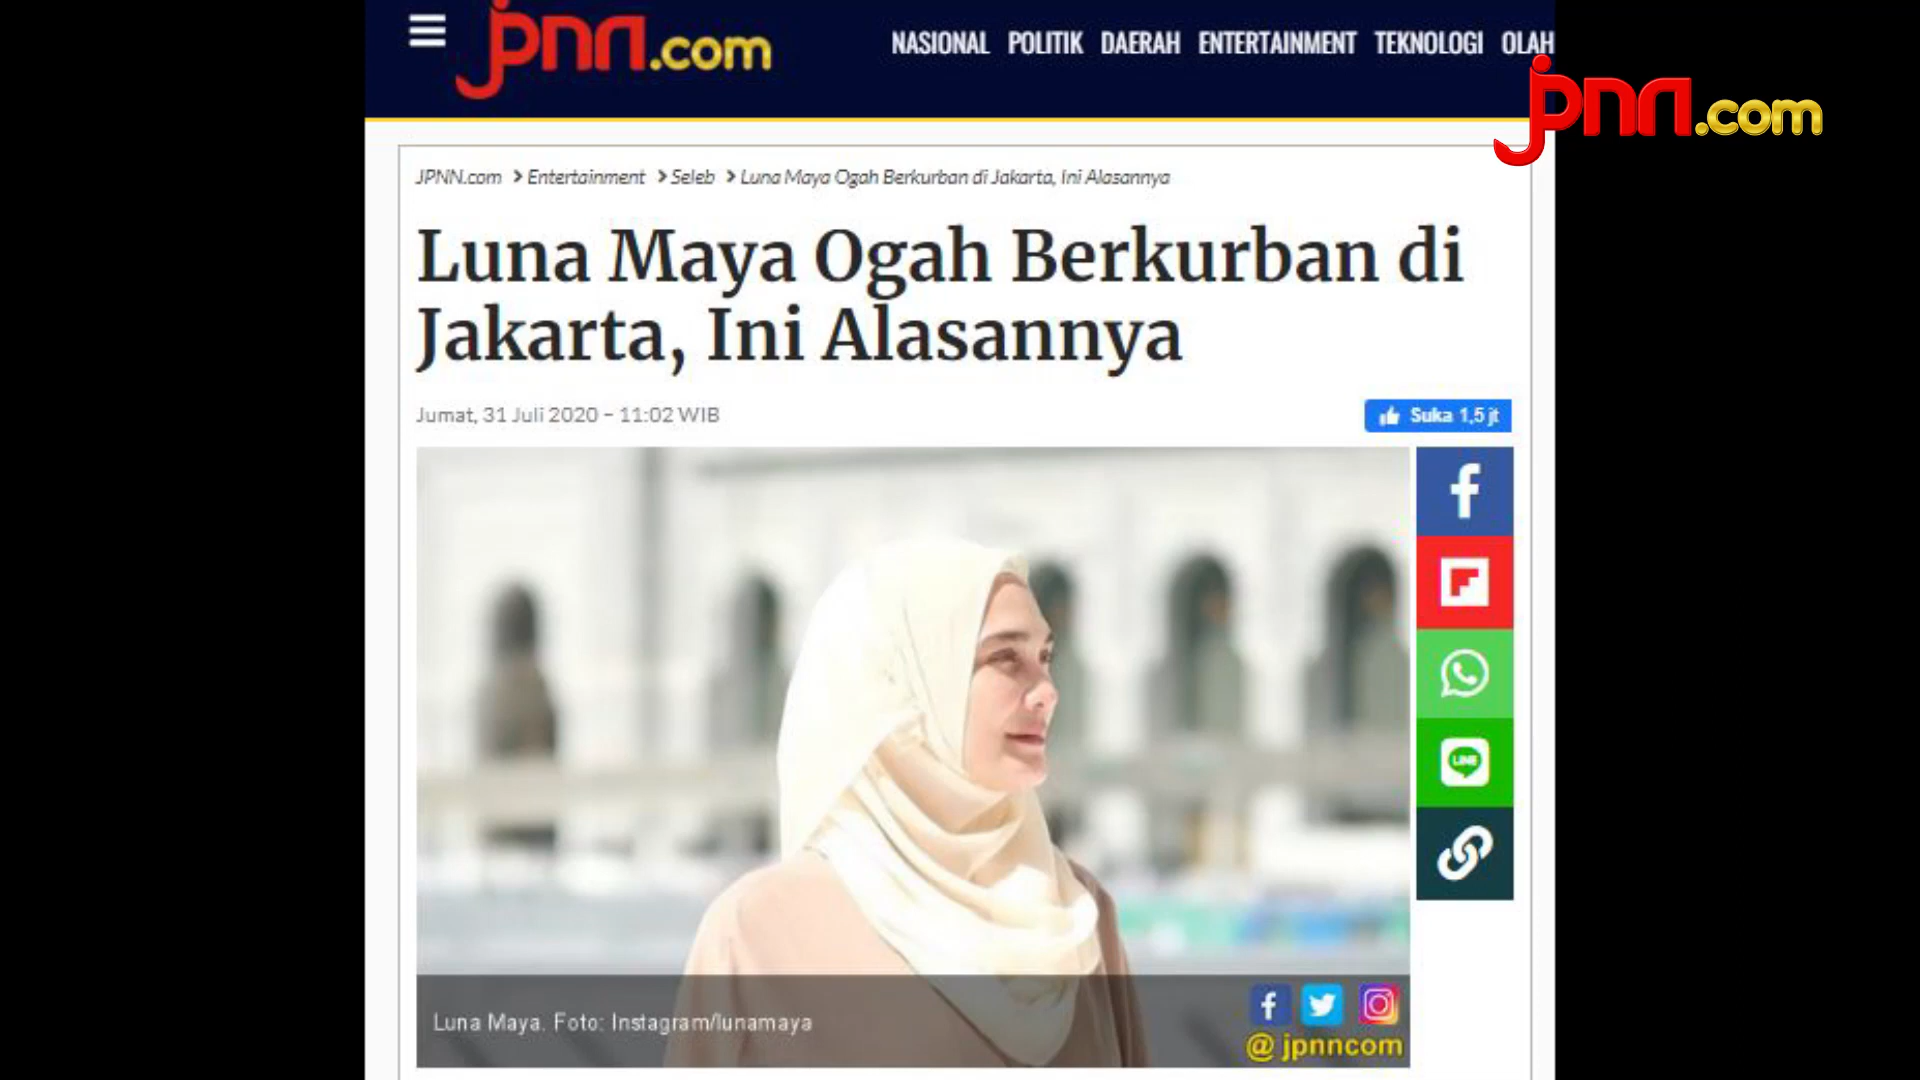 jpnn.com
NASIONAL POLITIK DAERAH ENTERTAINMENT TEKNOLOGI OLAH
jpnn.com
JPNN.com > Entertainment > Seleb > Luna Maya Ogah Berkurban di Jakarta, Ini Alasannya
Luna Maya Ogah Berkurban di
Jakarta, Ini Alasannya
Jumat, 31 Juli 2020 – 11:02 WIB
Suka 1,5 jt
LINE
Luna Maya. Foto: Instagram/lunamaya
@ jpnncom